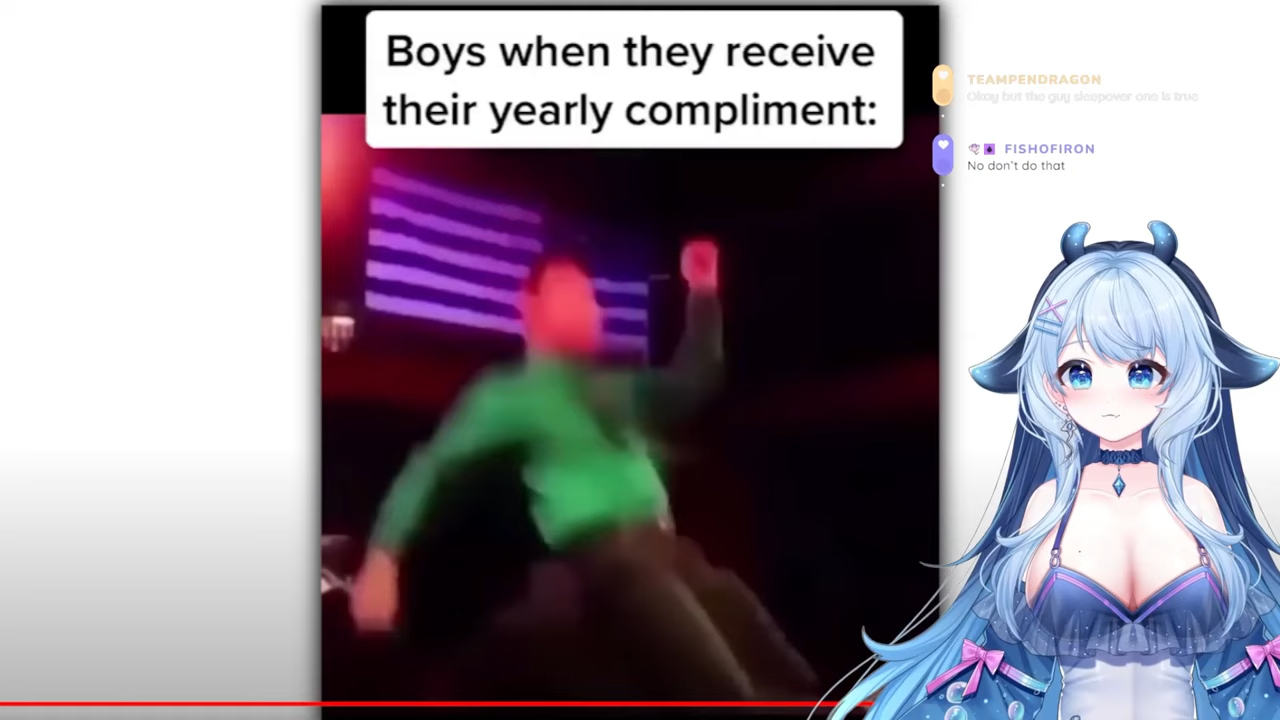 Boys when they receive
their yearly compliment:
TEAMPENDRAGON
Okay but the guy sleepover one is true
FISHOFIRON
No don't do that